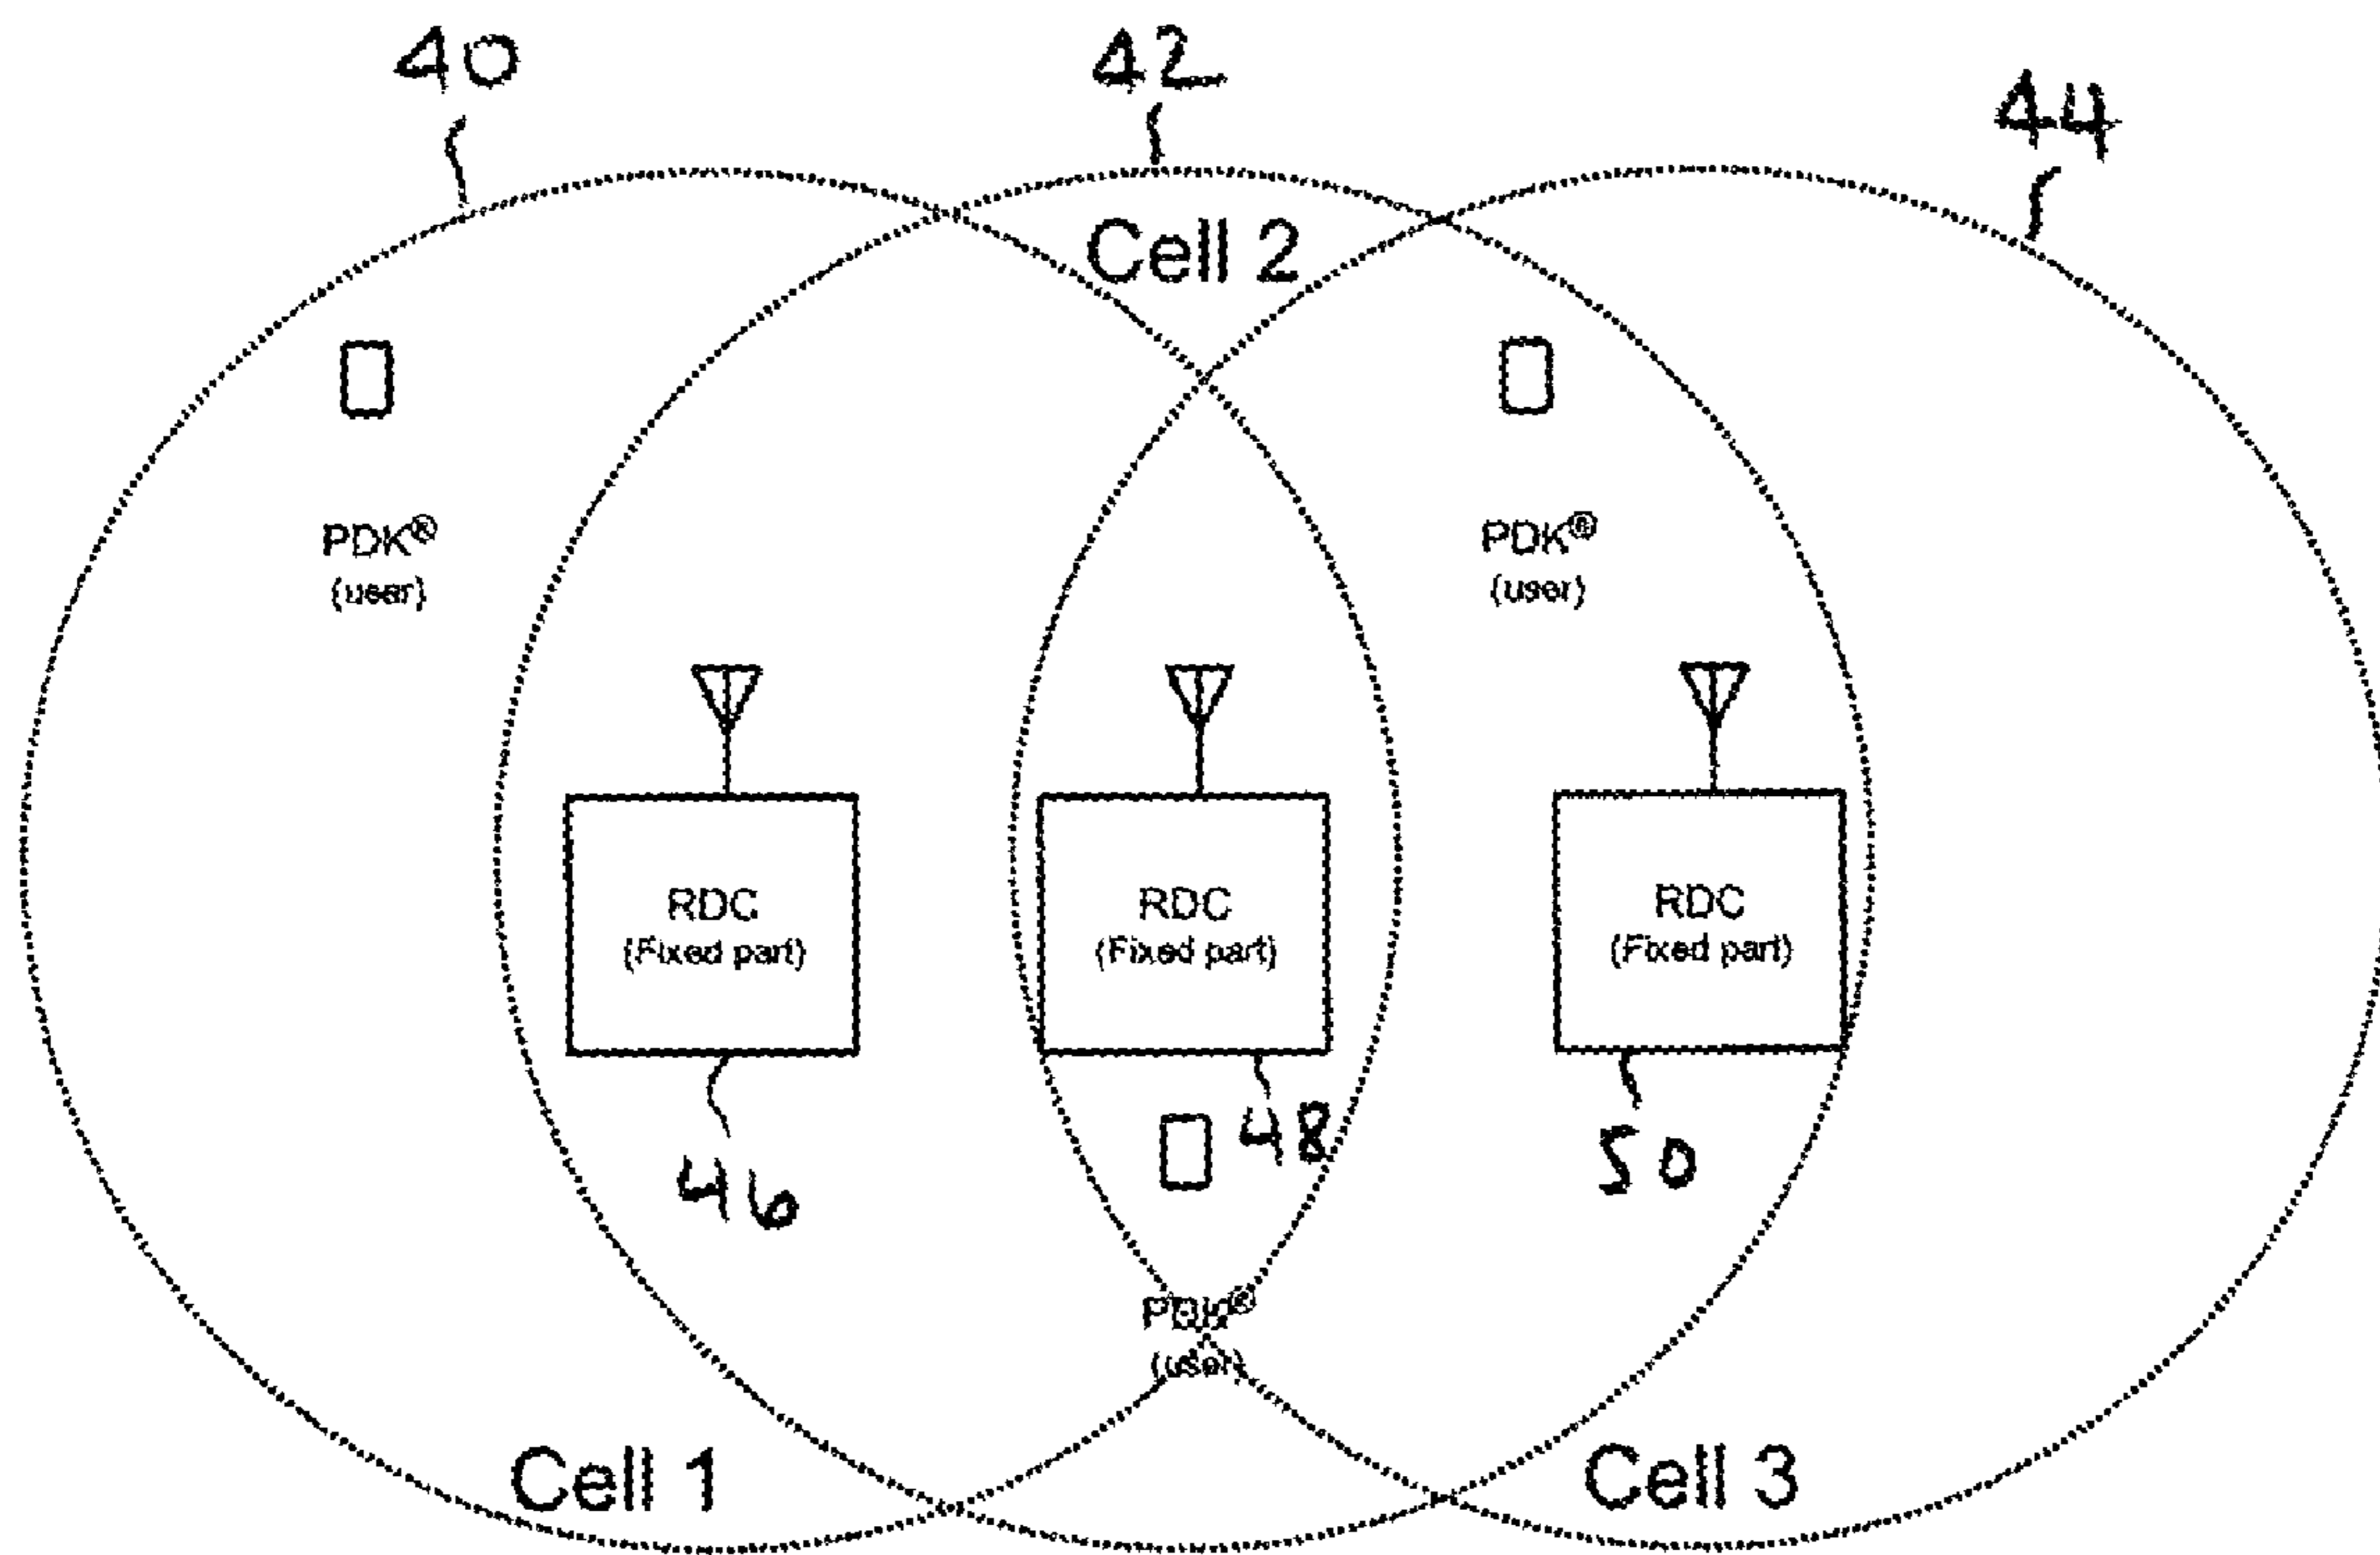 40
42
44
Cell 2
PDK®
(user)
PDK®
(user)
RDC
(Fixed part)
RDC
(Fixed part)
RDC
(Fixed part)
46
48
50
PDK®
(user)
Cell 1
Cell 3